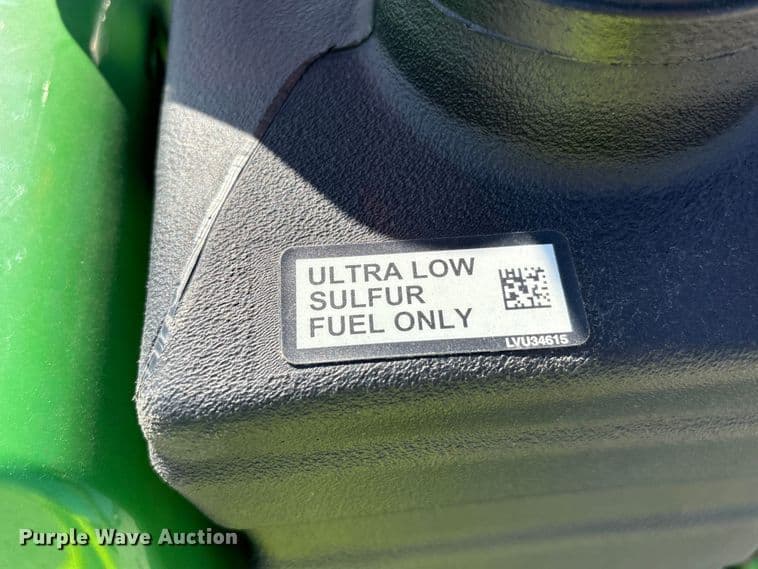 ULTRA LOW
SULFUR
FUEL ONLY
LVU34615
Purple Wave Auction